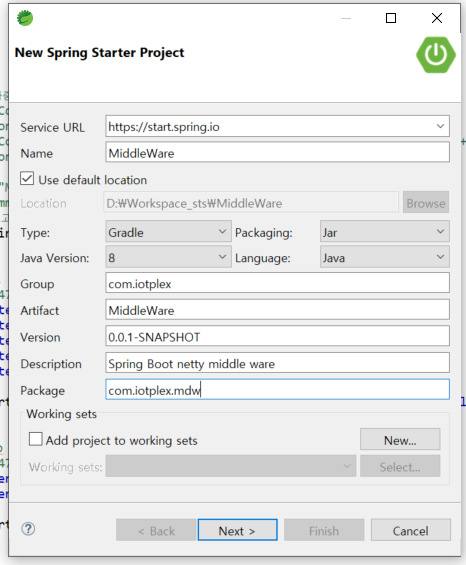 New Spring Starter Project
Service URL https://start.spring.io
Name MiddleWare
Use default location
Location D:₩Workspace_sts₩MiddleWare Browse
Type: Gradle Packaging: Jar
Java Version: 8 Language: Java
Group com.iotplex
Artifact MiddleWare
Version 0.0.1-SNAPSHOT
Description Spring Boot netty middle ware
Package com.iotplex.mdw
Working sets
Add project to working sets New...
Working sets: Select...
? < Back Next > Finish Cancel